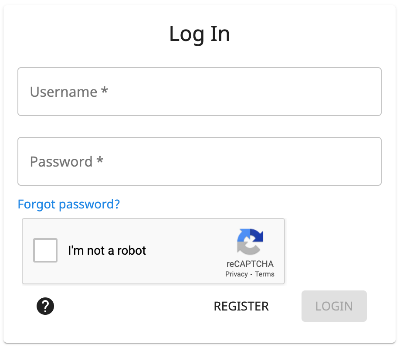 Log In
Username *
Password *
Forgot password?
I'm not a robot
reCAPTCHA
Privacy - Terms
?
REGISTER
LOGIN